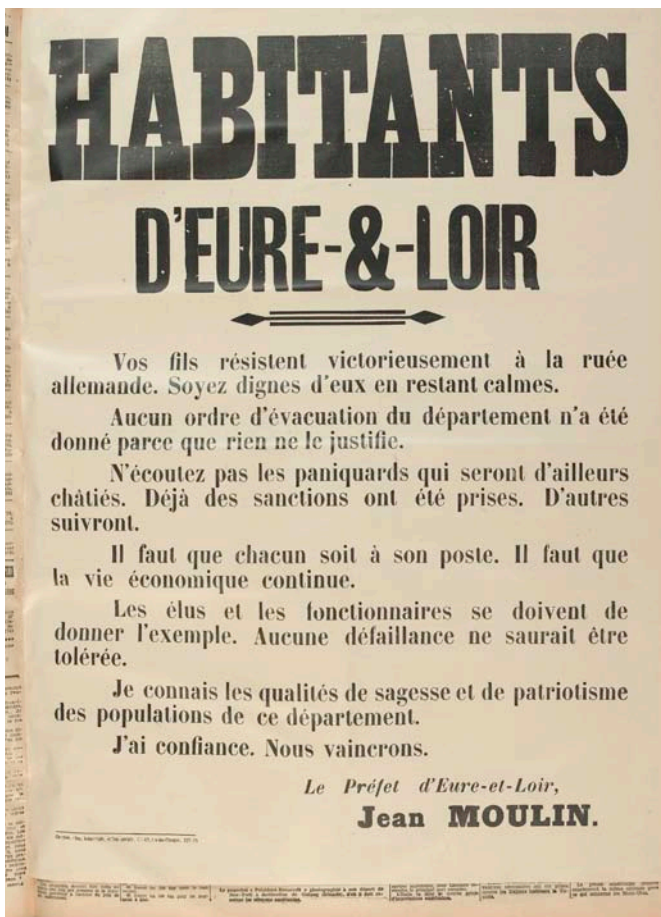 HABITANTS
D'EURE-&-LOIR
Vos fils résistent victorieusement à la ruée
allemande. Soyez dignes d'eux en restant calmes.
Aucun ordre d'évacuation du département n'a été
donné parce que rien ne le justifie.
N'écoutez pas les paniquards qui seront d'ailleurs
châtiés. Déjà des sanctions ont été prises. D'autres
suivront.
Il faut que chacun soit à son poste. Il faut que
la vie économique continue.
Les élus et les fonctionnaires se doivent de
donner l'exemple. Aucune défaillance ne saurait être
tolérée.
Je connais les qualités de sagesse et de patriotisme
des populations de ce département.
J'ai confiance. Nous vaincrons.
Le Préfet d'Eure-et-Loir,
Jean MOULIN.